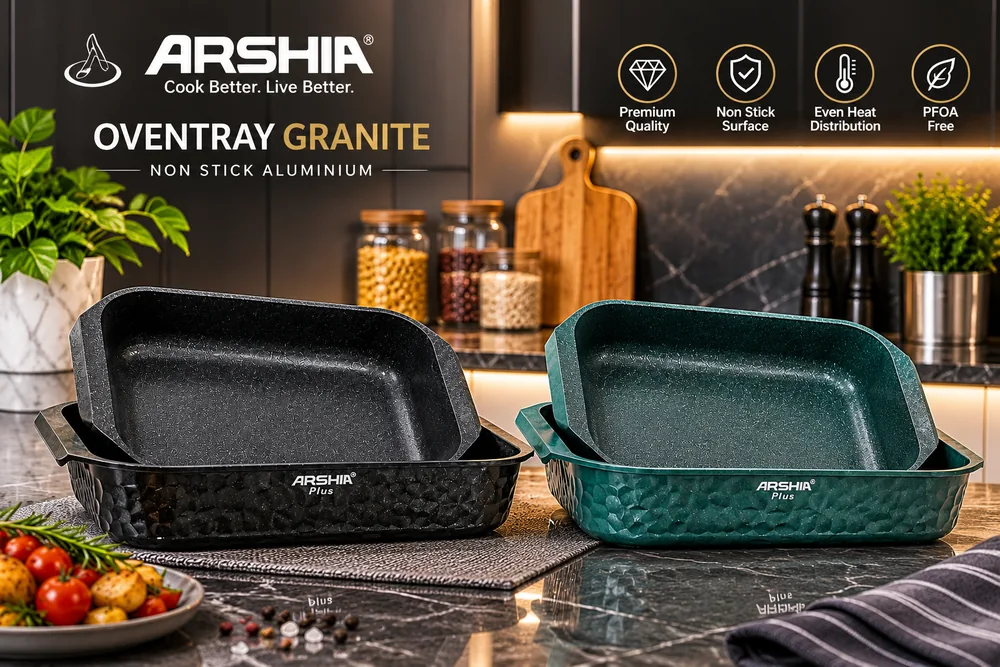 ARSHIA®
Cook Better. Live Better.
OVENTRAY GRANITE
NON STICK ALUMINIUM
Premium
Quality
Non Stick
Surface
Even Heat
Distribution
PFOA
Free
ARSHIA®
Plus
ARSHIA®
Plus